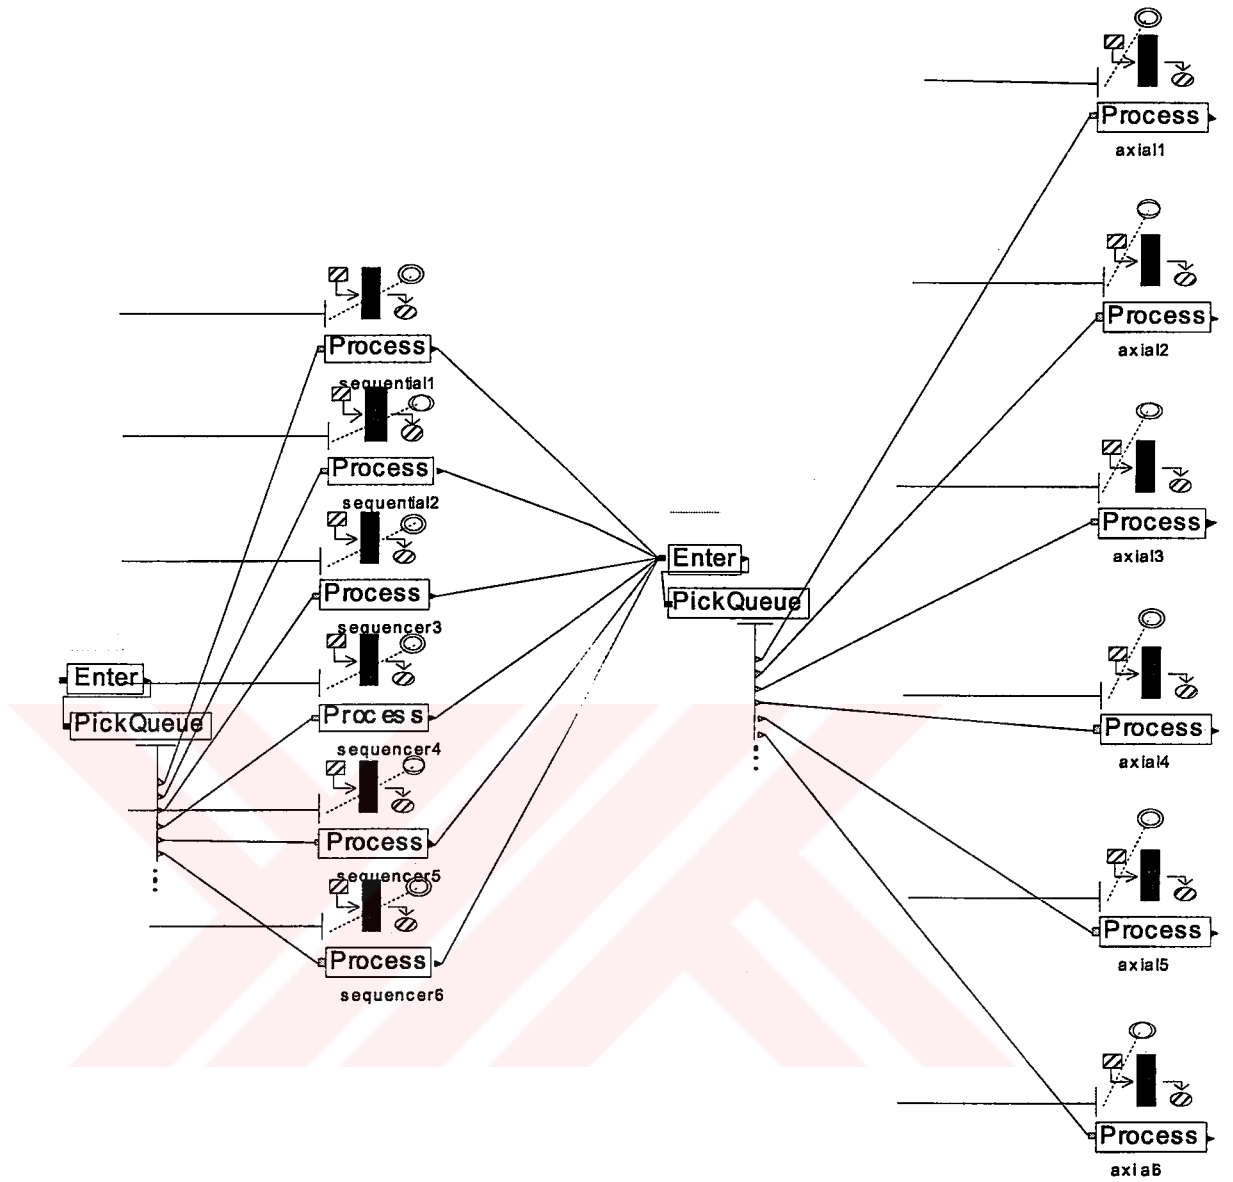 Enter
PickQueue
Process
sequential1
Process
sequential2
Process
sequencer3
Process
sequencer4
Process
sequencer5
Process
sequencer6
Enter
PickQueue
Process
axial1
Process
axial2
Process
axial3
Process
axial4
Process
axial5
Process
axial6